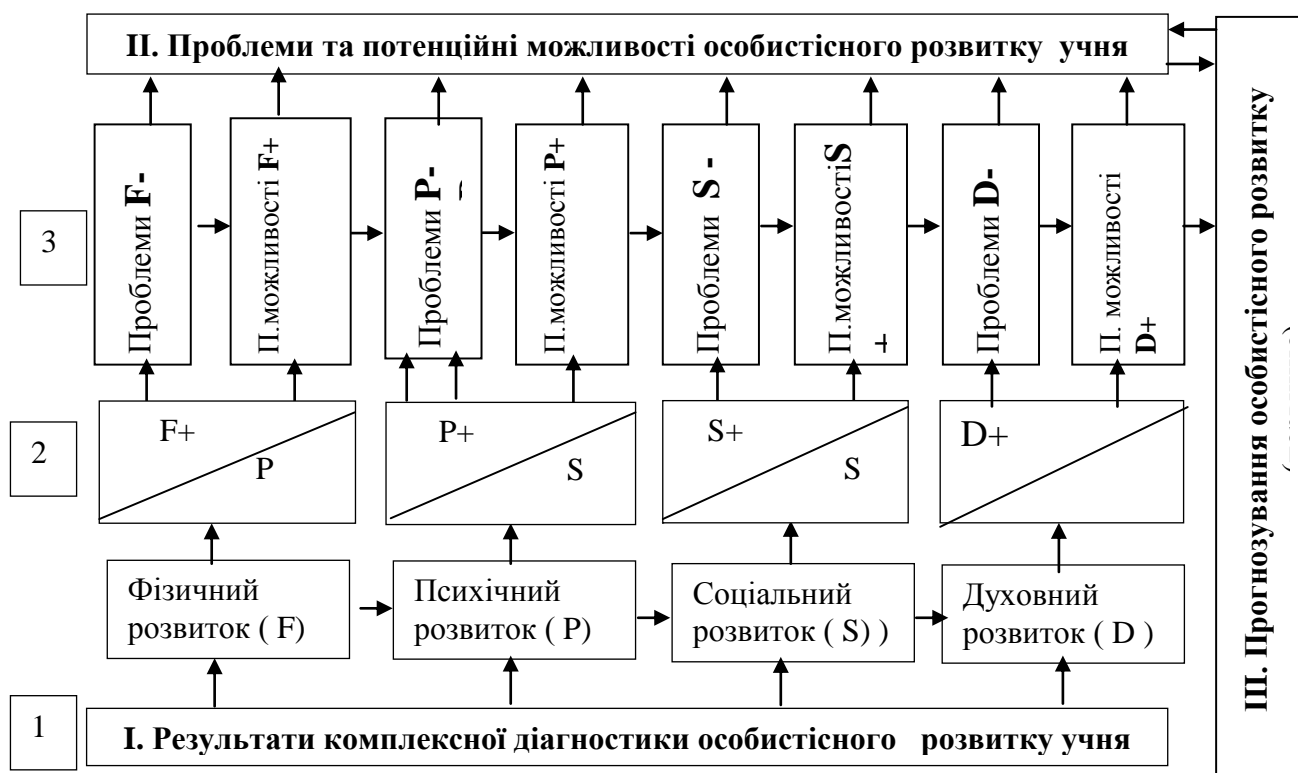 II. Проблеми та потенційні можливості особистісного розвитку учня
Проблеми F-
П.можливості F+
Проблеми P-
П.можливості P+
Проблеми S -
П.можливостіS
+
Проблеми D-
П. можливості
D+
3
2
F+
P
P+
S
S+
S
D+
Фізичний
розвиток ( F)
Психічний
розвиток ( P)
Соціальний
розвиток ( S) )
Духовний
розвиток ( D )
1
I. Результати комплексної діагностики особистісного розвитку учня
III. Прогнозування особистісного розвитку